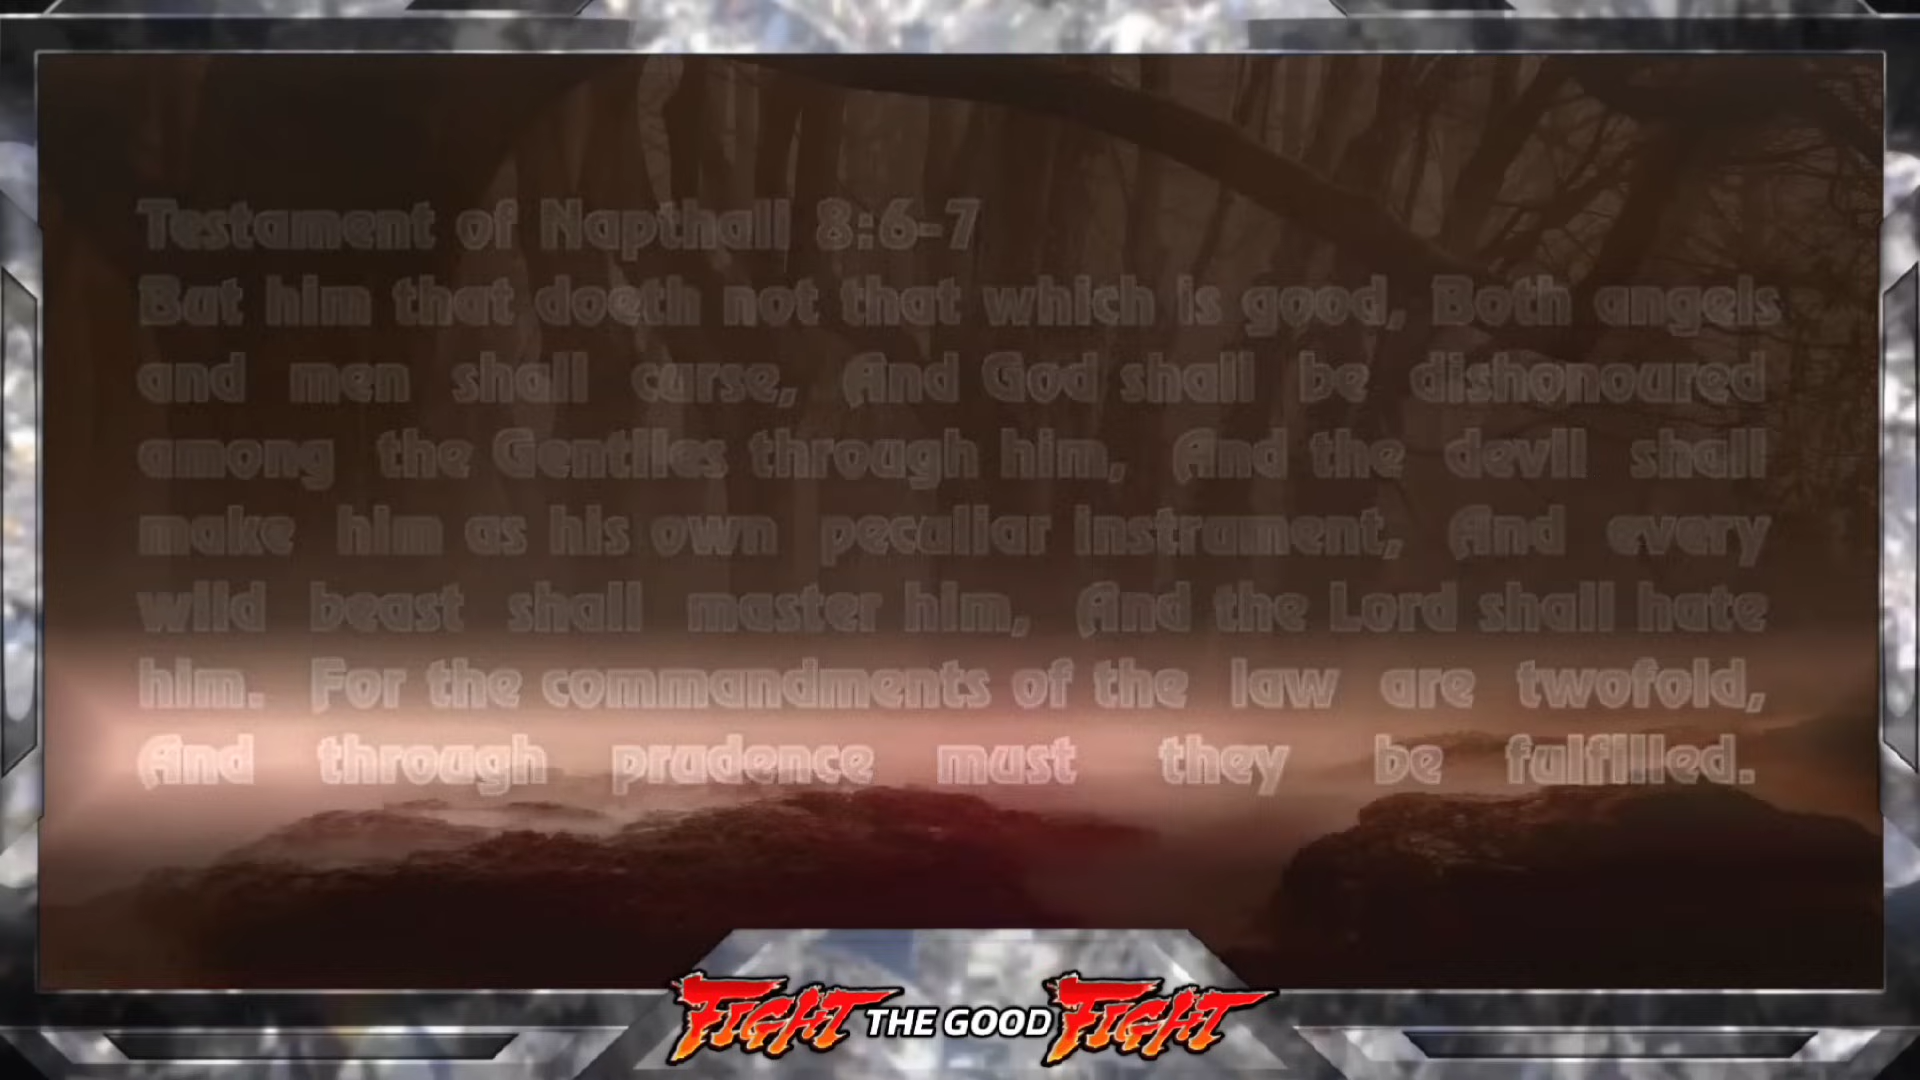 Testament of Napthali 8:6-7
But him that doeth not that which is good, Both angels
and men shall curse, And God shall be dishonoured
among the Gentiles through him, And the devil shall
make him as his own peculiar instrument, And every
wild beast shall master him, And the Lord shall hate
him. For the commandments of the law are twofold,
And through prudence must they be fulfilled.
FIGHT THE GOOD FIGHT